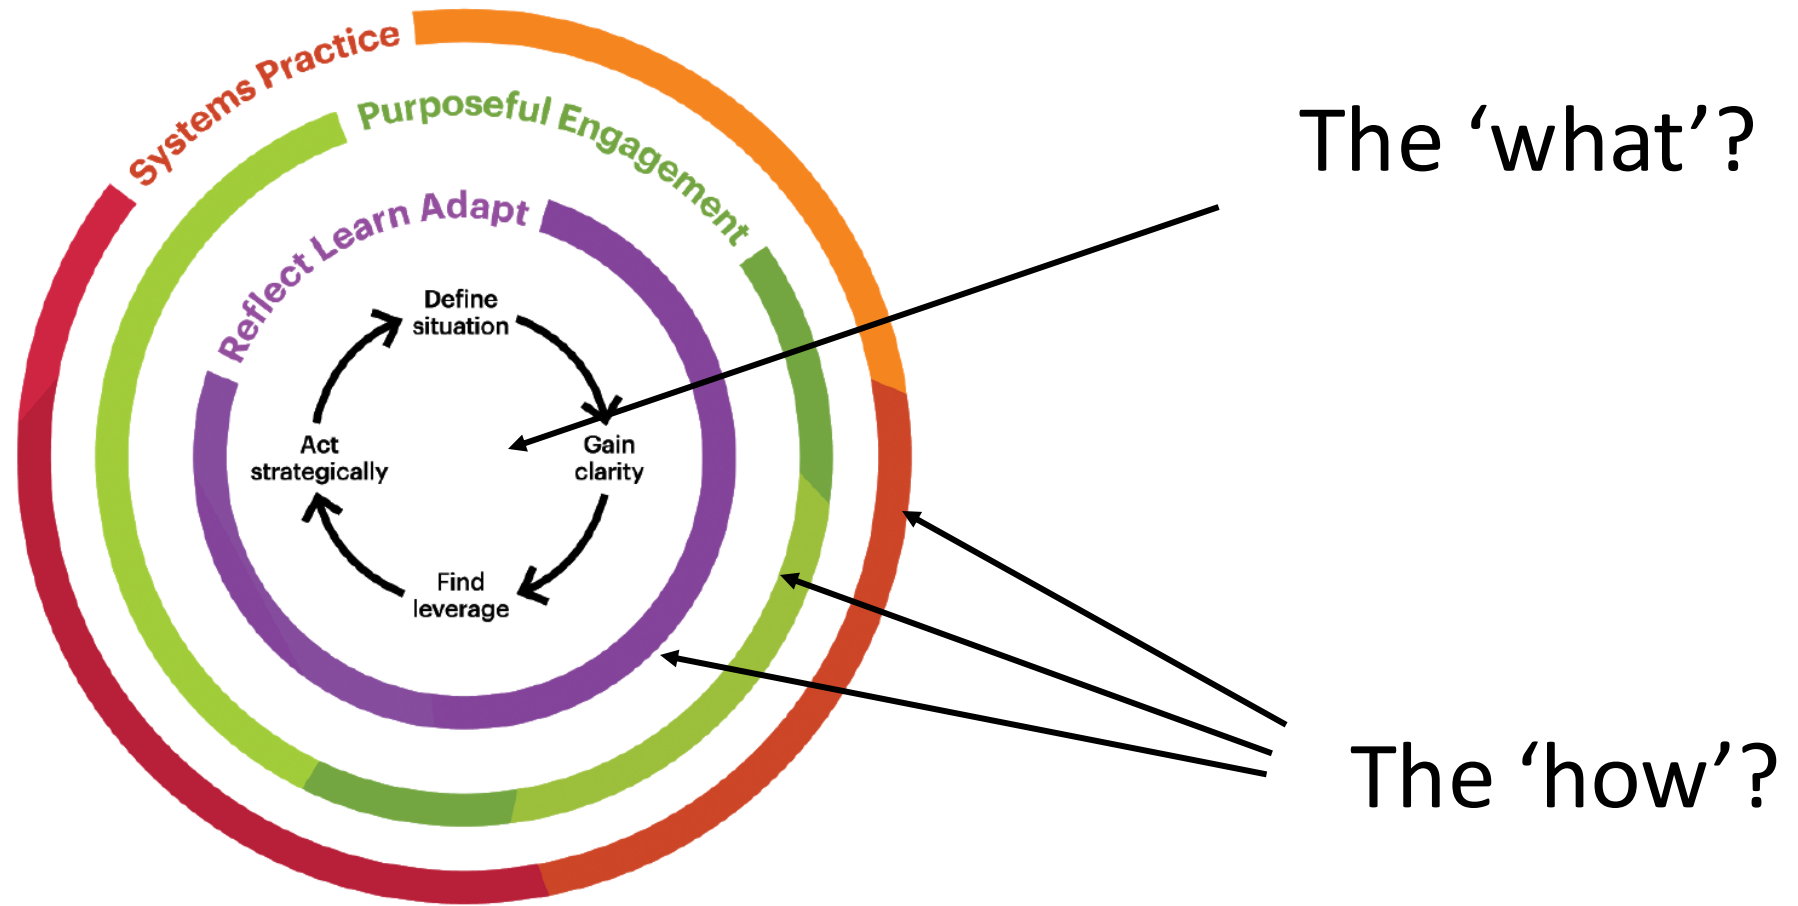 Systems Practice
Purposeful Engagement
Reflect Learn Adapt
Define
situation
Gain
clarity
Find
leverage
Act
strategically
The ‘what’?
The ‘how’?